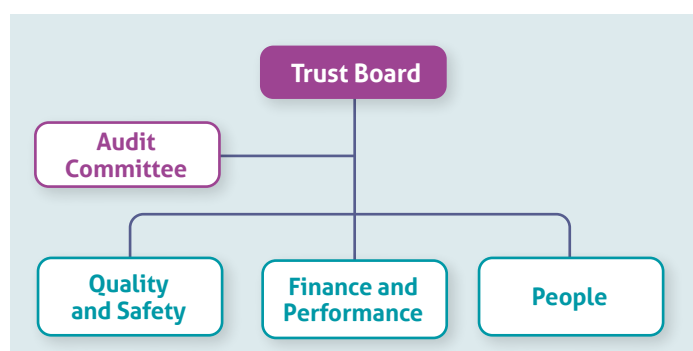 Trust Board
Audit
Committee
Quality
and Safety
Finance and
Performance
People